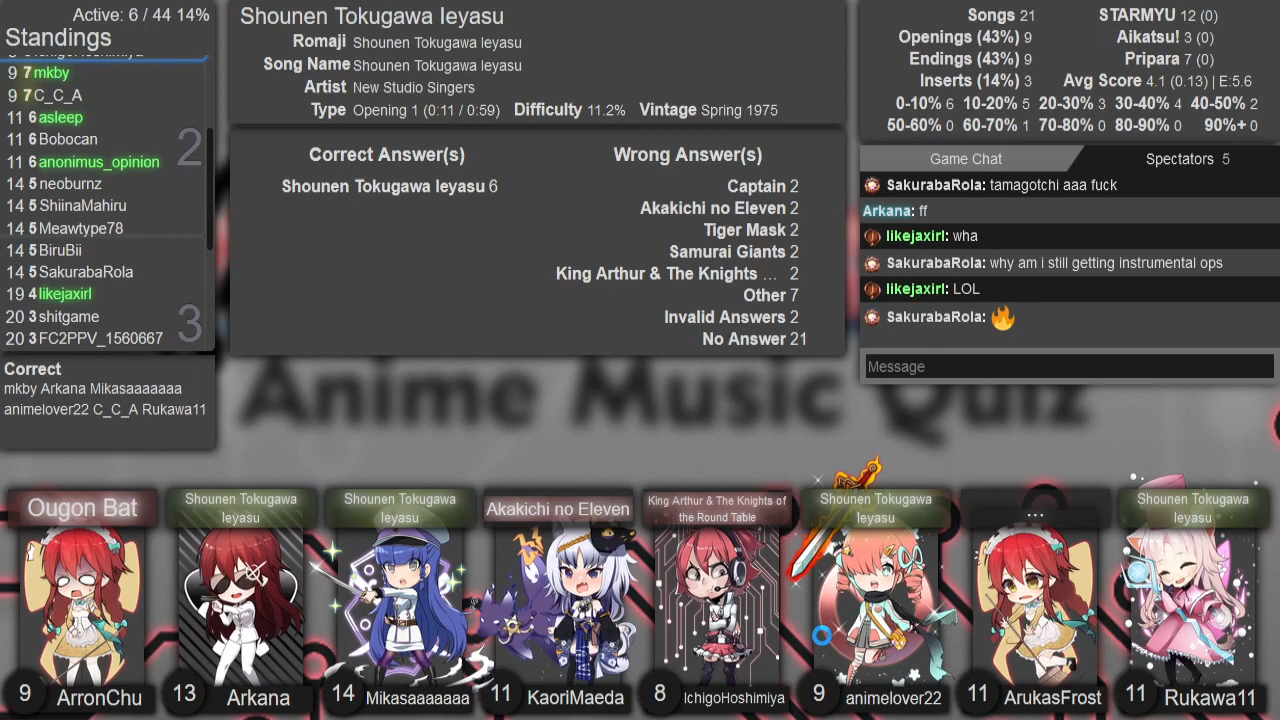 Active: 6 / 44 14%
Standings
9 7 mkby
9 7 C_C_A
11 6 asleep
11 6 Bobocan
11 6 anonimus_opinion
2
14 5 neoburnz
14 5 ShiinaMahiru
14 5 Meawtype78
14 5 BiruBii
14 5 SakurabaRola
19 4 likejaxirl
20 3 shitgame
20 3 FC2PPV_1560667
3
Correct
mkby Arkana Mikasaaaaaaa
animelover22 C_C_A Rukawa11
Shounen Tokugawa Ieyasu
Romaji Shounen Tokugawa Ieyasu
Song Name Shounen Tokugawa Ieyasu
Artist New Studio Singers
Type Opening 1 (0:11 / 0:59) Difficulty 11.2% Vintage Spring 1975
Correct Answer(s)
Shounen Tokugawa Ieyasu 6
Wrong Answer(s)
Captain 2
Akakichi no Eleven 2
Tiger Mask 2
Samurai Giants 2
King Arthur & The Knights ... 2
Other 7
Invalid Answers 2
No Answer 21
Songs 21 STARMYU 12 (0)
Openings (43%) 9 Aikatsu! 3 (0)
Endings (43%) 9 Pripara 7 (0)
Inserts (14%) 3 Avg Score 4.1 (0.13) | E:5.6
0-10% 6 10-20% 5 20-30% 3 30-40% 4 40-50% 2
50-60% 0 60-70% 1 70-80% 0 80-90% 0 90%+ 0
Game Chat Spectators 5
SakurabaRola: tamagotchi aaa fuck
Arkana: ff
likejaxirl: wha
SakurabaRola: why am i still getting instrumental ops
likejaxirl: LOL
SakurabaRola: 🔥
Message
Anime Music Quiz
Ougon Bat
Shounen Tokugawa
Ieyasu
Shounen Tokugawa
Ieyasu
Akakichi no Eleven
King Arthur & The Knights of
the Round Table
Shounen Tokugawa
Ieyasu
...
Shounen Tokugawa
Ieyasu
9 ArronChu
13 Arkana
14 Mikasaaaaaaa
11 KaoriMaeda
8 IchigoHoshimiya
9 animelover22
11 ArukasFrost
11 Rukawa11